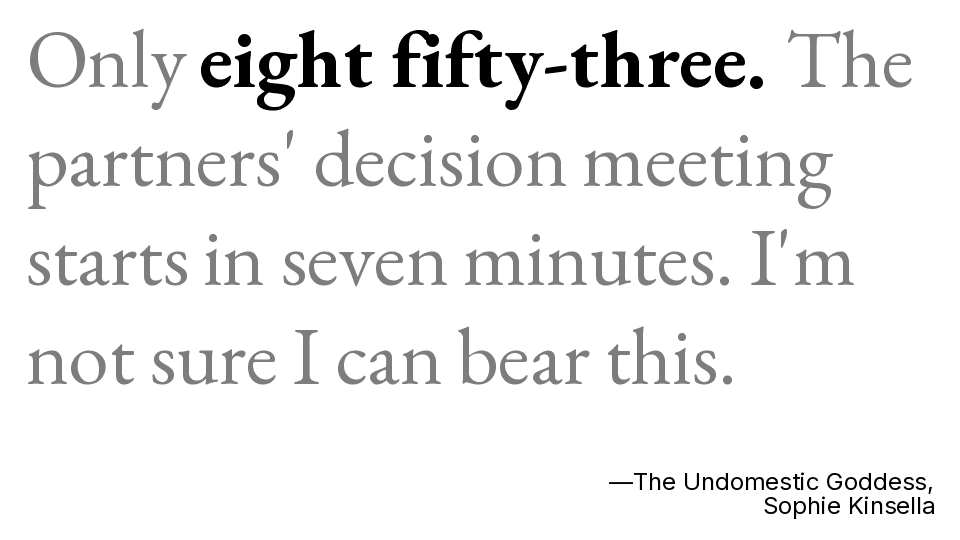 Only eight fifty-three. The
partners' decision meeting
starts in seven minutes. I'm
not sure I can bear this.
—The Undomestic Goddess,
Sophie Kinsella